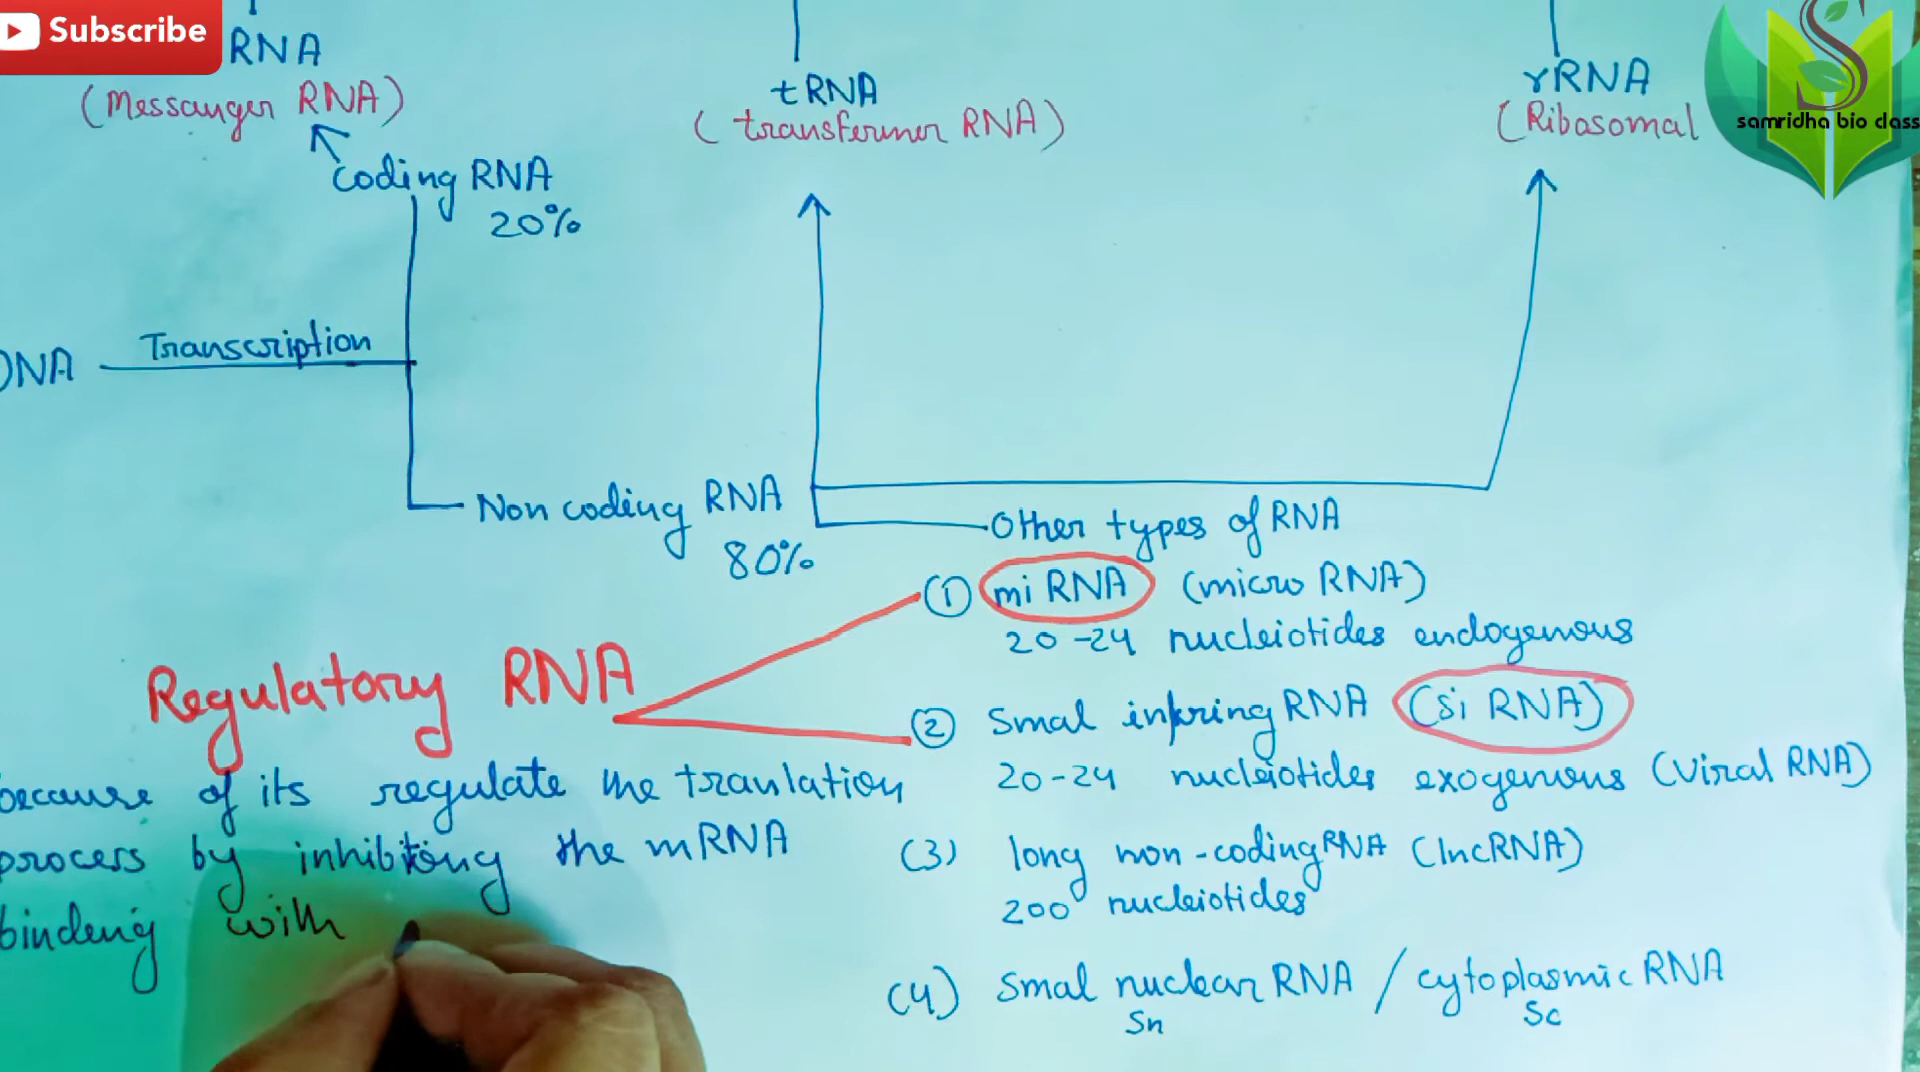 Subscribe
RNA
(Messanger RNA)
tRNA
(transfermer RNA)
rRNA
(Ribasomal
samridha bio class
Coding RNA
20%
DNA
Transcription
Non coding RNA
80%
Other types of RNA
(1) mi RNA (micro RNA)
20-24 nucleiotides endogenous
Regulatory RNA
(2) Smal infering RNA (Si RNA)
20-24 nucleiotides exogenous (Viral RNA)
because of its regulate the tranlation
process by inhibitiong the mRNA
binding with
(3) long non-coding RNA (lncRNA)
200 nucleiotides
(4) Smal nuclear RNA / cytoplasmic RNA
Sn
Sc